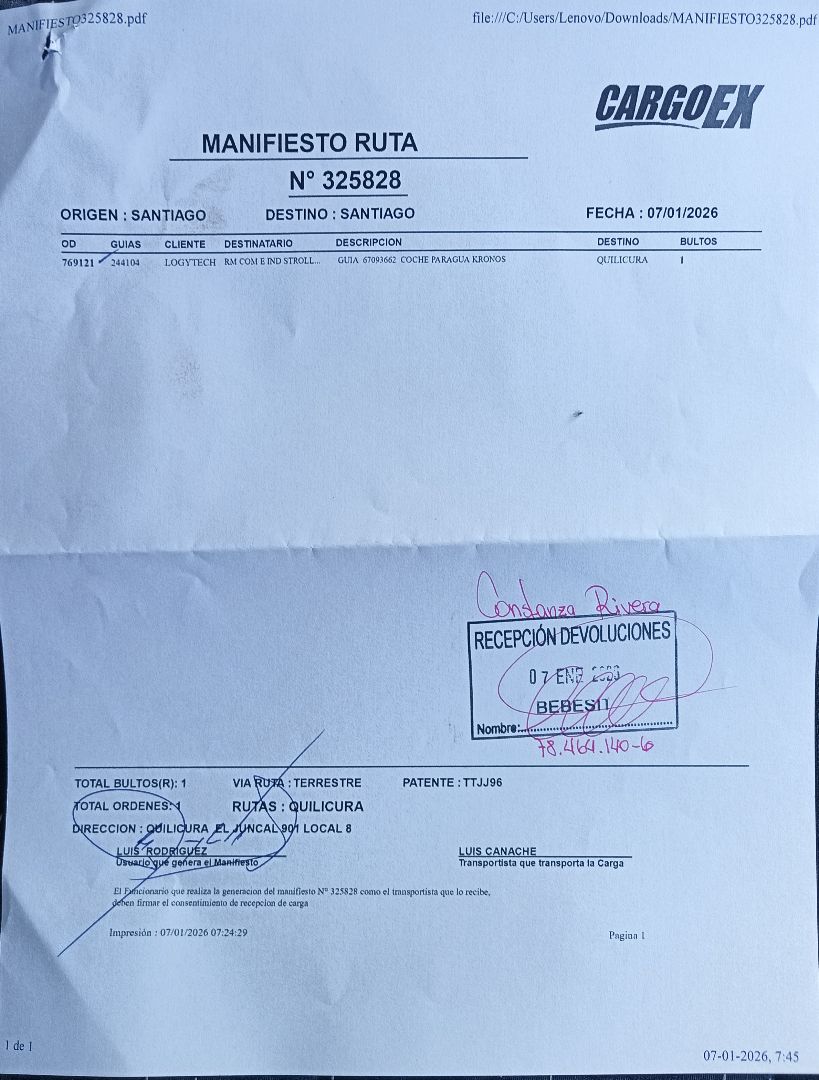 MANIFIESTO325828.pdf file:///C:/Users/Lenovo/Downloads/MANIFIESTO325828.pdf
CARGOEX
MANIFIESTO RUTA
N° 325828
ORIGEN : SANTIAGO DESTINO : SANTIAGO FECHA : 07/01/2026
OD GUIAS CLIENTE DESTINATARIO DESCRIPCION DESTINO BULTOS
769121 244104 LOGYTECH RM COM E IND STROLL... GUIA 67093662 COCHE PARAGUA KRONOS QUILICURA 1
Constanza Rivera
RECEPCIÓN DEVOLUCIONES
07 ENE
BEBESIT
Nombre:
78.464.140-6
TOTAL BULTOS(R): 1 VIA RUTA : TERRESTRE PATENTE : TTJJ96
TOTAL ORDENES: 1 RUTAS : QUILICURA
DIRECCION : QUILICURA EL JUNCAL 901 LOCAL 8
LUIS RODRIGUEZ LUIS CANACHE
Usuario que genera el Manifiesto Transportista que transporta la Carga
El Funcionario que realiza la generacion del manifiesto N° 325828 como el transportista que lo recibe,
deben firmar el consentimiento de recepcion de carga
Impresión : 07/01/2026 07:24:29 Pagina 1
1 de 1 07-01-2026, 7:45